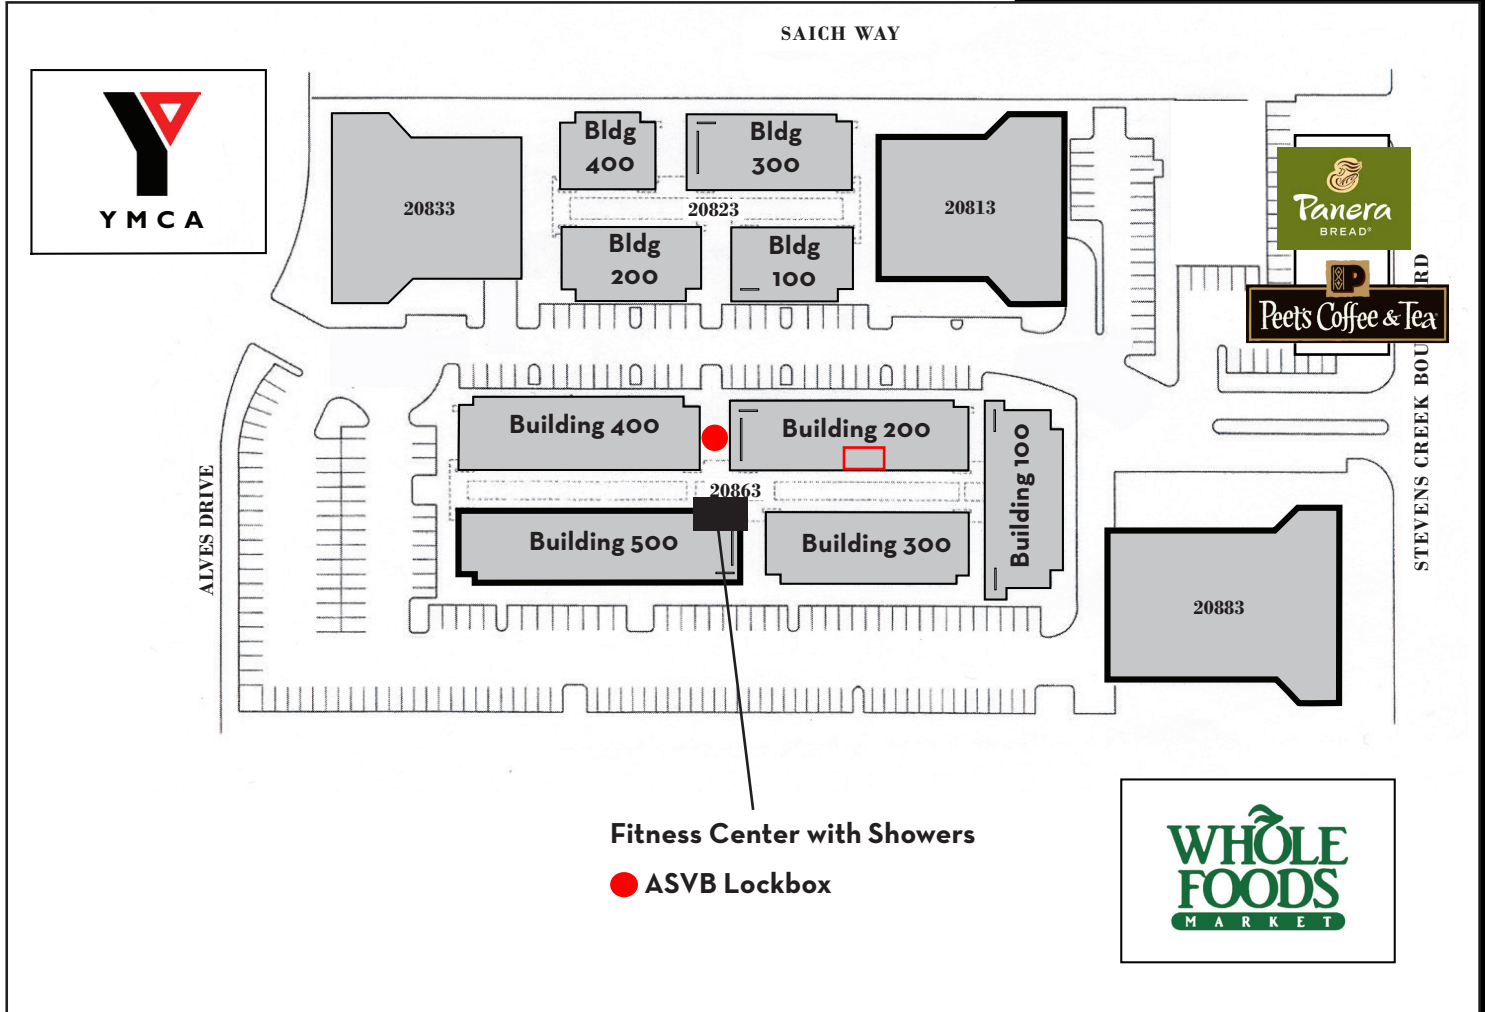 SAICH WAY
YMCA
Bldg
400
Bldg
300
20833
20823
20813
Bldg
200
Bldg
100
Panera
BREAD®
Peet's Coffee & Tea
STEVENS CREEK BOU RD
Building 400
Building 200
Building 100
20863
Building 500
Building 300
ALVES DRIVE
20883
Fitness Center with Showers
ASVB Lockbox
WHOLE
FOODS
MARKET